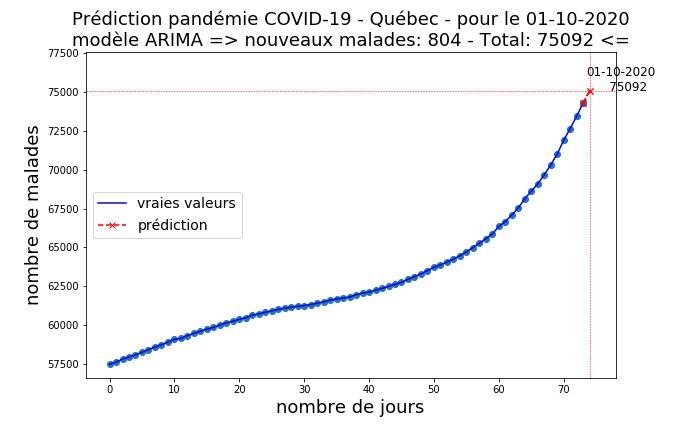 Prédiction pandémie COVID-19 - Québec - pour le 01-10-2020
modèle ARIMA => nouveaux malades: 804 - Total: 75092 <=
77500
01-10-2020
75092
75000
72500
nombre de malades
70000
vraies valeurs
prédiction
67500
65000
62500
60000
57500
0 10 20 30 40 50 60 70
nombre de jours